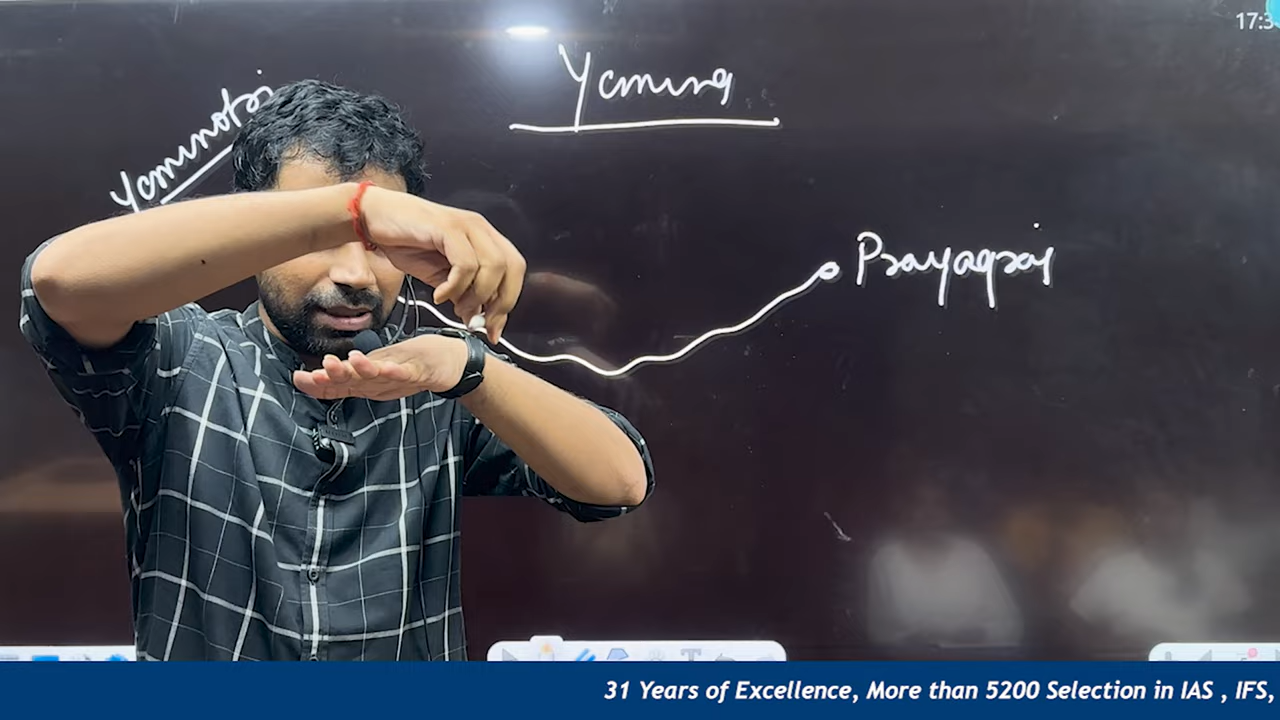 17:3
Yamuna
Yamunotri
Prayagraj
31 Years of Excellence, More than 5200 Selection in IAS , IFS,